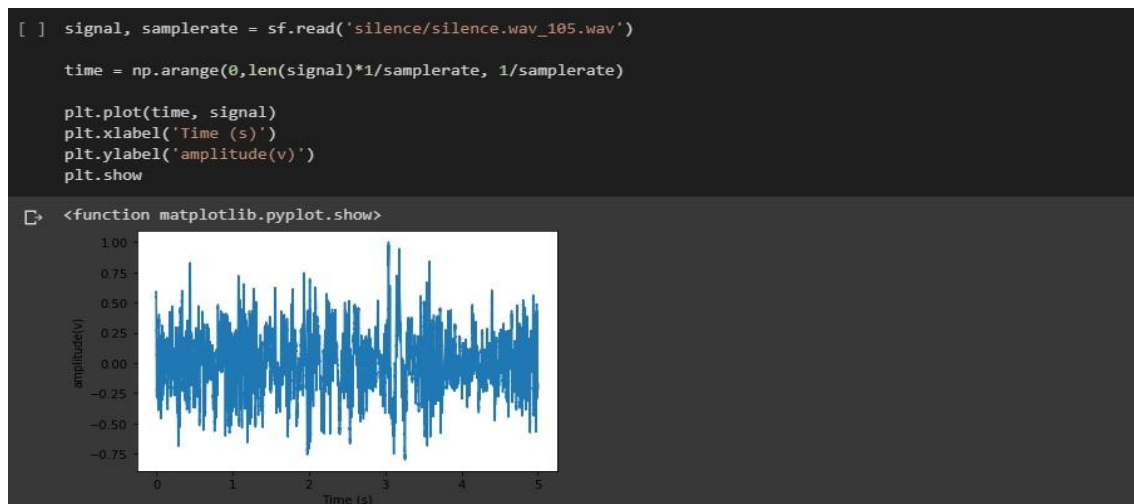 [ ] signal, samplerate = sf.read('silence/silence.wav_105.wav')
time = np.arange(0,len(signal)*1/samplerate, 1/samplerate)
plt.plot(time, signal)
plt.xlabel('Time (s)')
plt.ylabel('amplitude(v)')
plt.show
<function matplotlib.pyplot.show>
1.00
0.75
0.50
0.25
0.00
−0.25
−0.50
−0.75
amplitude(v)
0 1 2 3 4 5
Time (s)